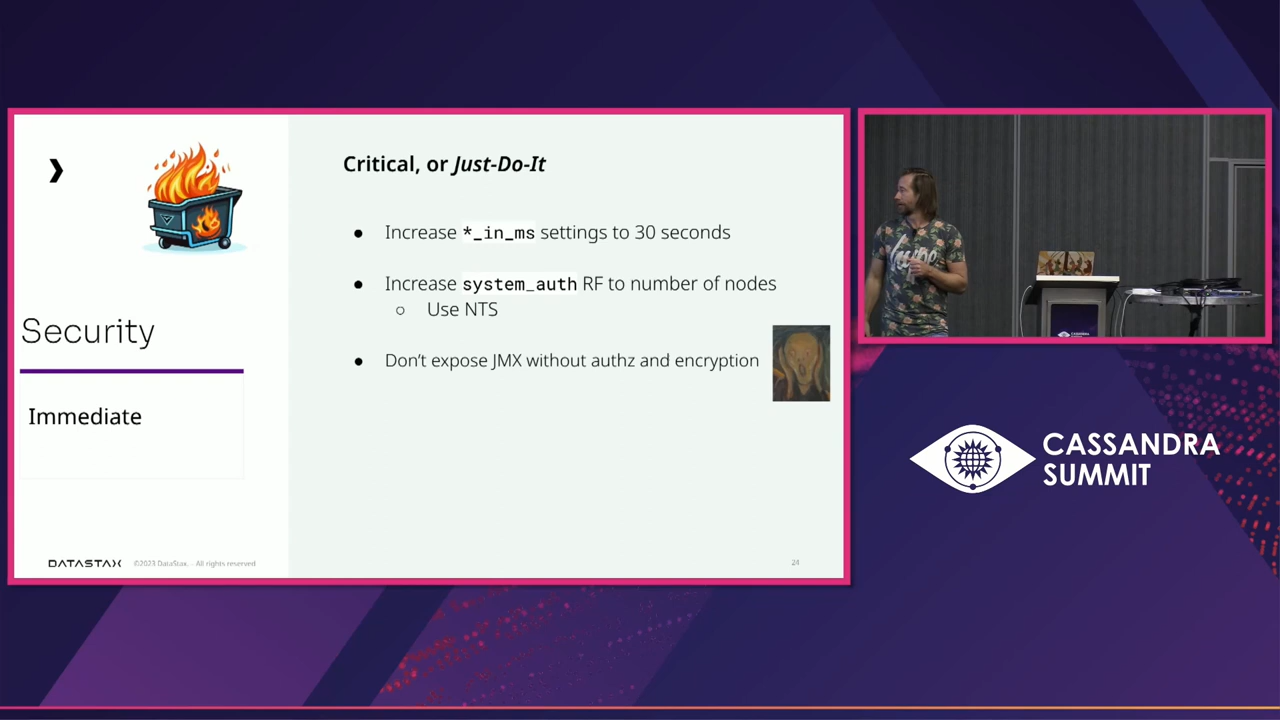 ❯
Critical, or Just-Do-It
● Increase *_in_ms settings to 30 seconds
● Increase system_auth RF to number of nodes
○ Use NTS
● Don’t expose JMX without authz and encryption
Security
Immediate
DATASTAX ©2023 DataStax. - All rights reserved
24
CASSANDRA
SUMMIT